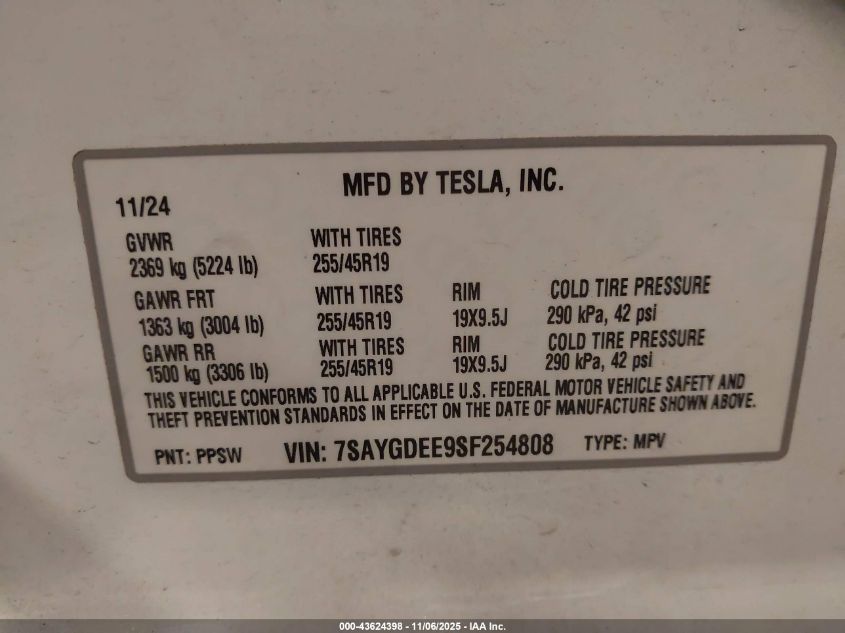 MFD BY TESLA, INC.
11/24
GVWR WITH TIRES
2369 kg (5224 lb) 255/45R19
GAWR FRT WITH TIRES RIM COLD TIRE PRESSURE
1363 kg (3004 lb) 255/45R19 19X9.5J 290 kPa, 42 psi
GAWR RR WITH TIRES RIM COLD TIRE PRESSURE
1500 kg (3306 lb) 255/45R19 19X9.5J 290 kPa, 42 psi
THIS VEHICLE CONFORMS TO ALL APPLICABLE U.S. FEDERAL MOTOR VEHICLE SAFETY AND
THEFT PREVENTION STANDARDS IN EFFECT ON THE DATE OF MANUFACTURE SHOWN ABOVE.
PNT: PPSW VIN: 7SAYGDEE9SF254808 TYPE: MPV
000-43624398 - 11/06/2025 - IAA Inc.